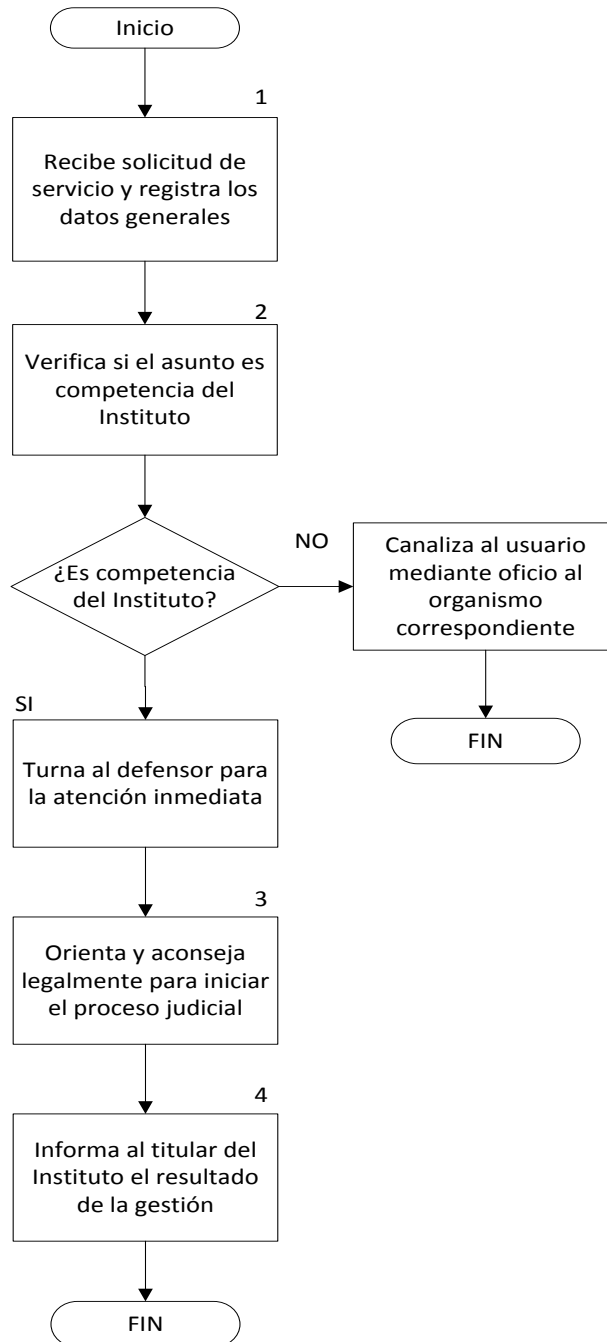 Inicio
1
Recibe solicitud de
servicio y registra los
datos generales
2
Verifica si el asunto es
competencia del
Instituto
¿Es competencia
del Instituto?
NO
Canaliza al usuario
mediante oficio al
organismo
correspondiente
FIN
SI
Turna al defensor para
la atención inmediata
3
Orienta y aconseja
legalmente para iniciar
el proceso judicial
4
Informa al titular del
Instituto el resultado
de la gestión
FIN